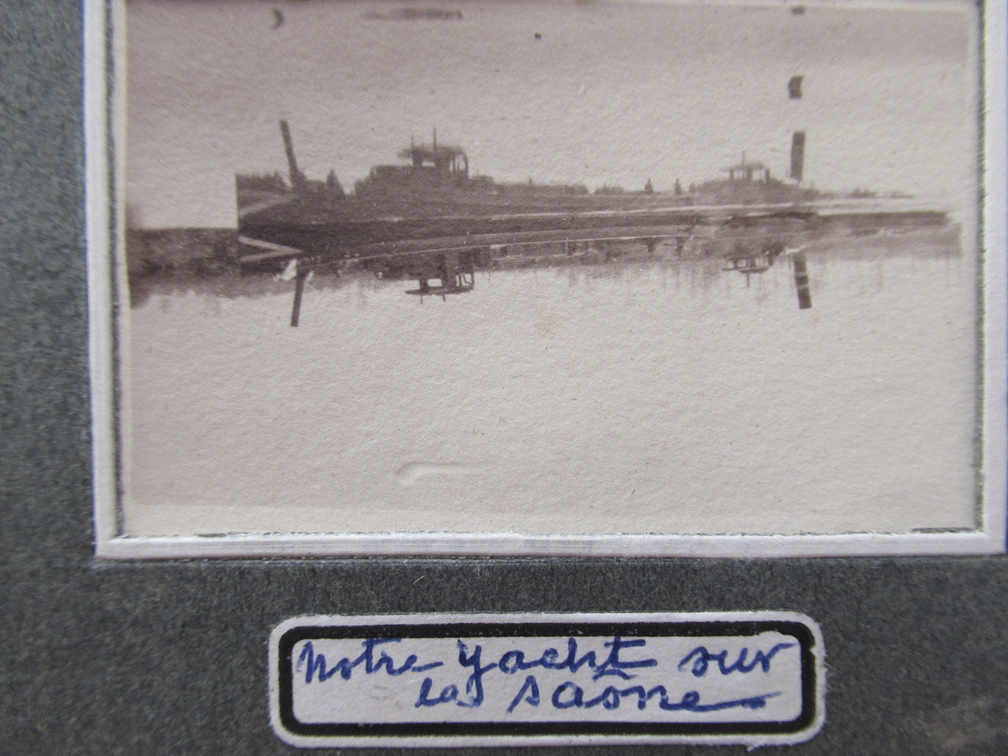 notre yacht sur
la saône